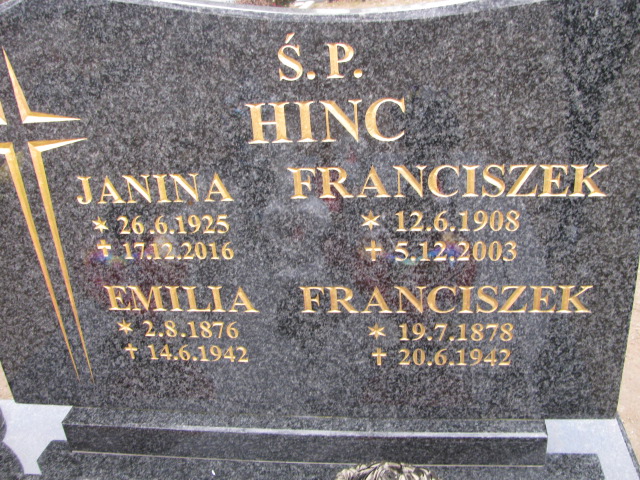 Ś.P.
HINC
JANINA FRANCISZEK
* 26.6.1925 * 12.6.1908
✝ 17.12.2016 ✝ 5.12.2003
EMILIA FRANCISZEK
* 2.8.1876 * 19.7.1878
✝ 14.6.1942 ✝ 20.6.1942